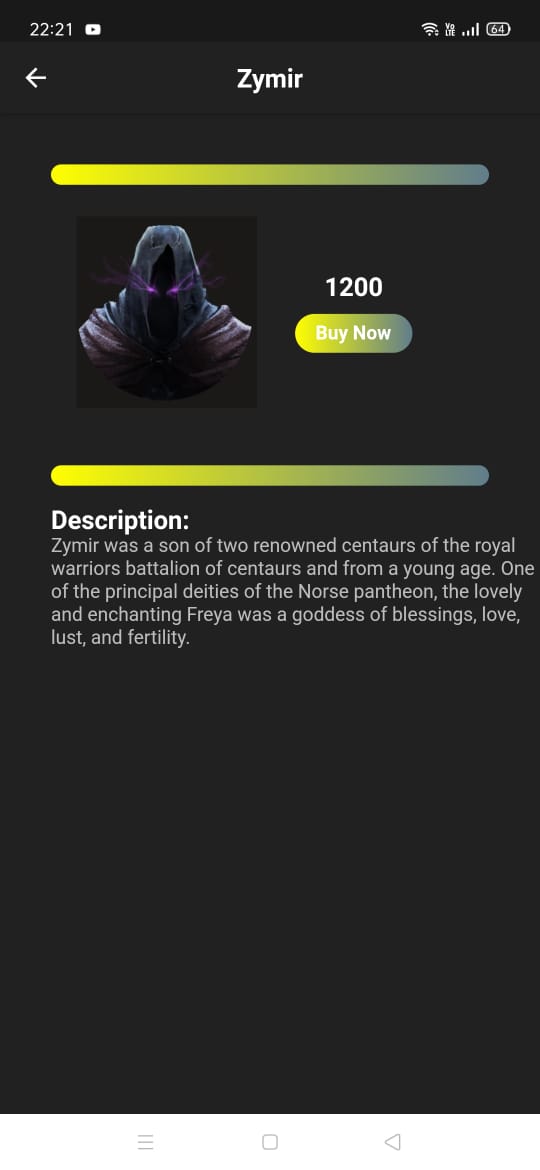 22:21
Vo LTE
64
Zymir
1200
Buy Now
Description:
Zymir was a son of two renowned centaurs of the royal
warriors battalion of centaurs and from a young age. One
of the principal deities of the Norse pantheon, the lovely
and enchanting Freya was a goddess of blessings, love,
lust, and fertility.